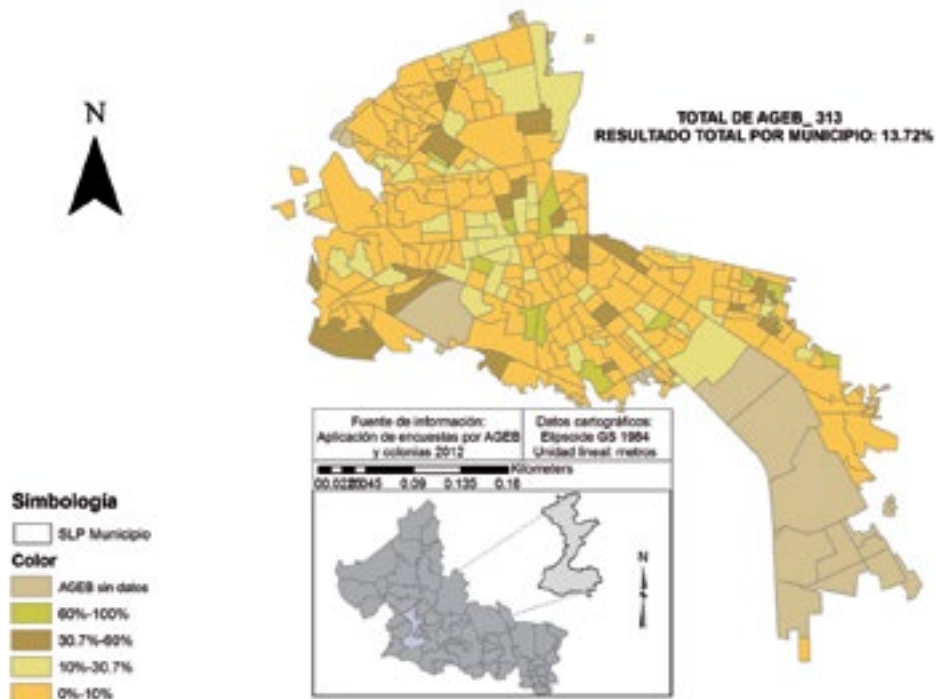 N
TOTAL DE AGEB_ 313
RESULTADO TOTAL POR MUNICIPIO: 13.72%
Fuente de información:
Aplicación de encuestas por AGEB
y colonias 2012
Datos cartográficos:
Elipsoide GS 1984
Unidad lineal: metros
Kilometers
0.09 0.135 0.18
N
Simbología
SLP Municipio
Color
AGEB sin datos
60%-100%
30.7%-60%
10%-30.7%
0%-10%